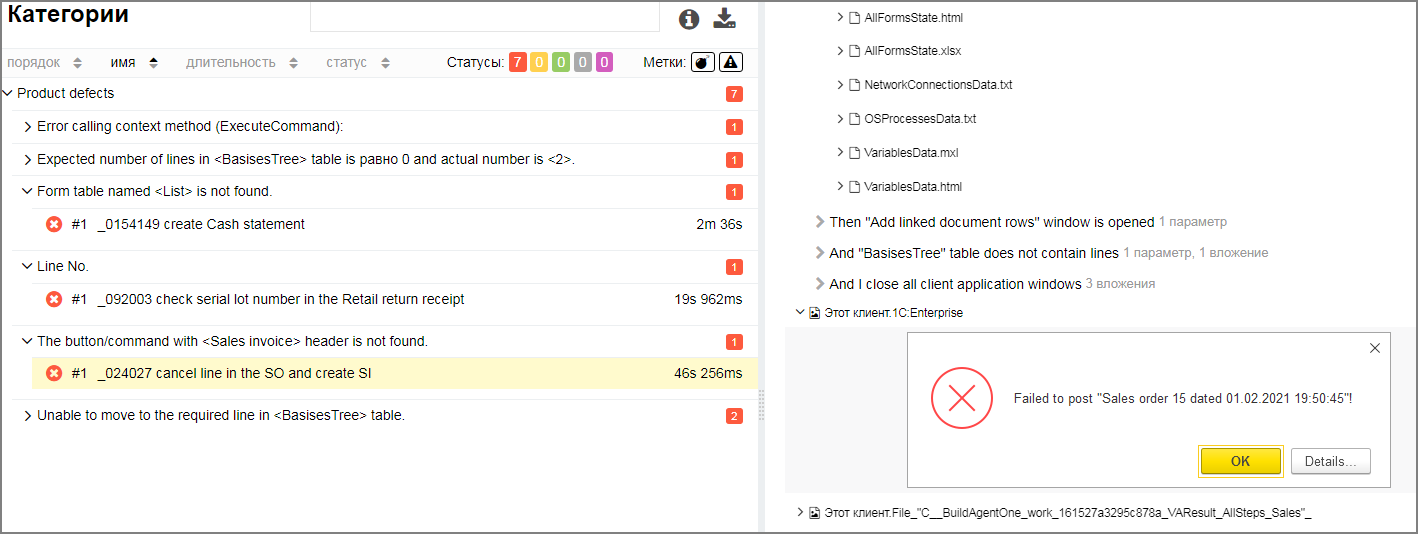 Категории
порядок имя длительность статус Статусы: 7 0 0 0 0 Метки:
Product defects 7
Error calling context method (ExecuteCommand): 1
Expected number of lines in <BasisesTree> table is равно 0 and actual number is <2>. 1
Form table named <List> is not found. 1
#1 _0154149 create Cash statement 2m 36s
Line No. 1
#1 _092003 check serial lot number in the Retail return receipt 19s 962ms
The button/command with <Sales invoice> header is not found. 1
#1 _024027 cancel line in the SO and create SI 46s 256ms
Unable to move to the required line in <BasisesTree> table. 2
AllFormsState.html
AllFormsState.xlsx
NetworkConnectionsData.txt
OSProcessesData.txt
VariablesData.mxl
VariablesData.html
Then "Add linked document rows" window is opened 1 параметр
And "BasisesTree" table does not contain lines 1 параметр, 1 вложение
And I close all client application windows 3 вложения
Этот клиент.1C:Enterprise
Failed to post "Sales order 15 dated 01.02.2021 19:50:45"!
OK Details...
Этот клиент.File_"C__BuildAgentOne_work_161527a3295c878a_VAResult_AllSteps_Sales"_